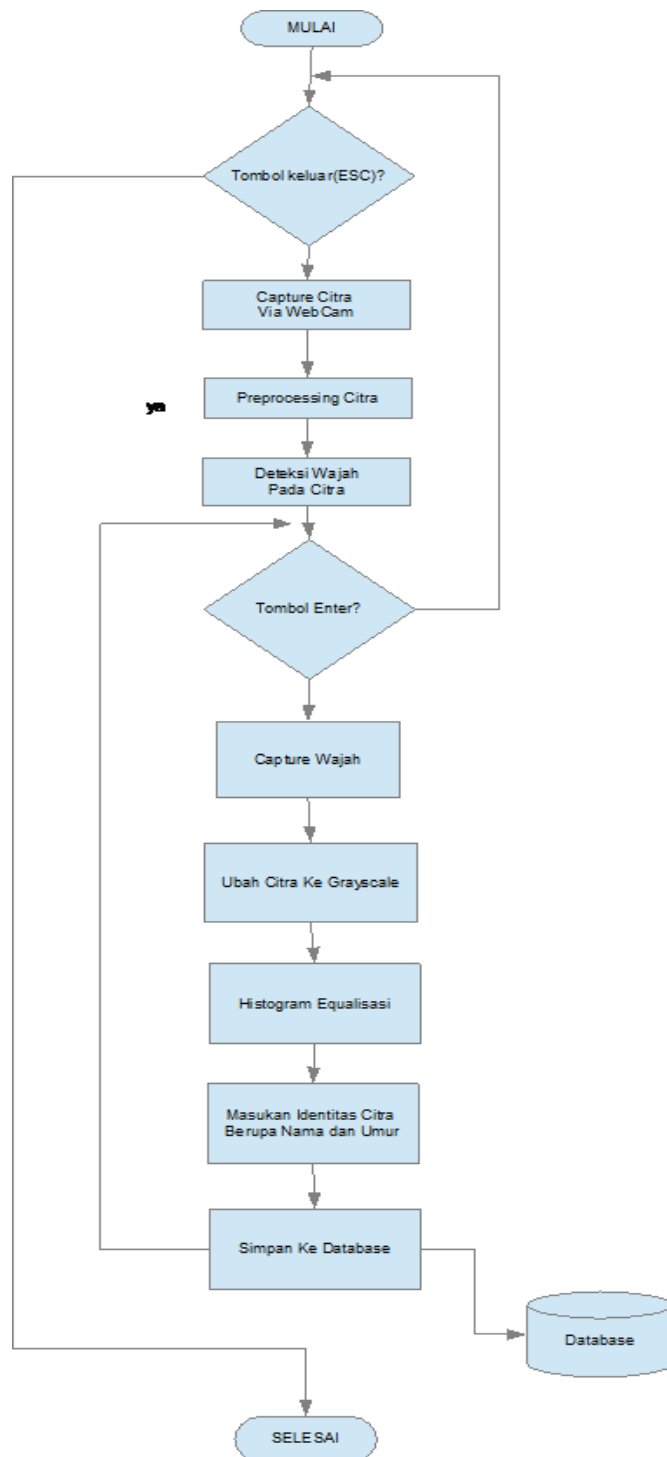 MULAI
Tombol keluar(ESC)?
Capture Citra
Via WebCam
Preprocessing Citra
ya
Deteksi Wajah
Pada Citra
Tombol Enter?
Capture Wajah
Ubah Citra Ke Grayscale
Histogram Equalisasi
Masukan Identitas Citra
Berupa Nama dan Umur
Simpan Ke Database
Database
SELESAI